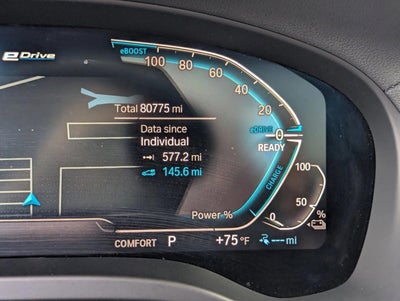 eDrive
eBOOST
100
80
60
40
20
Total 80775 mi
eDRIVE
0
READY
Data since
Individual
577.2 mi
145.6 mi
CHARGE
100
50
0
%
Power %
COMFORT P +75 °F --- mi